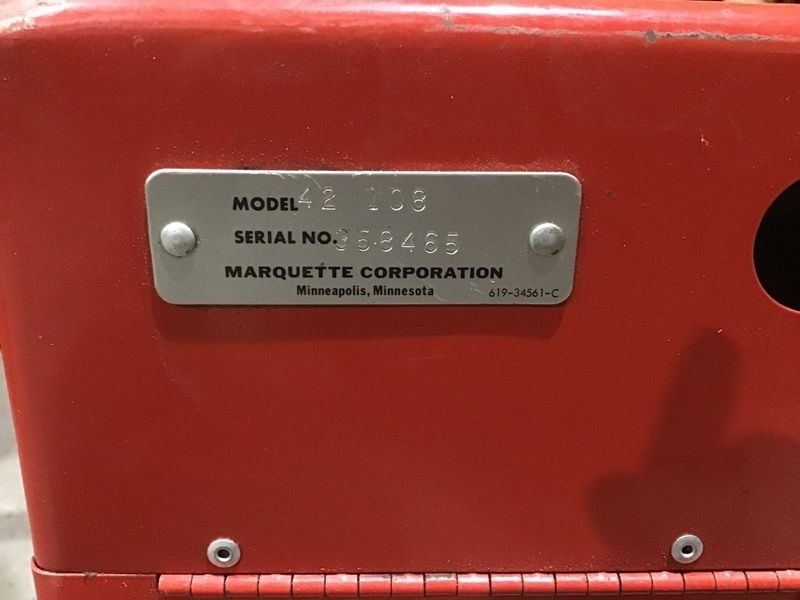 MODEL 42 108
SERIAL NO. 358465
MARQUETTE CORPORATION
Minneapolis, Minnesota 619-34561-C